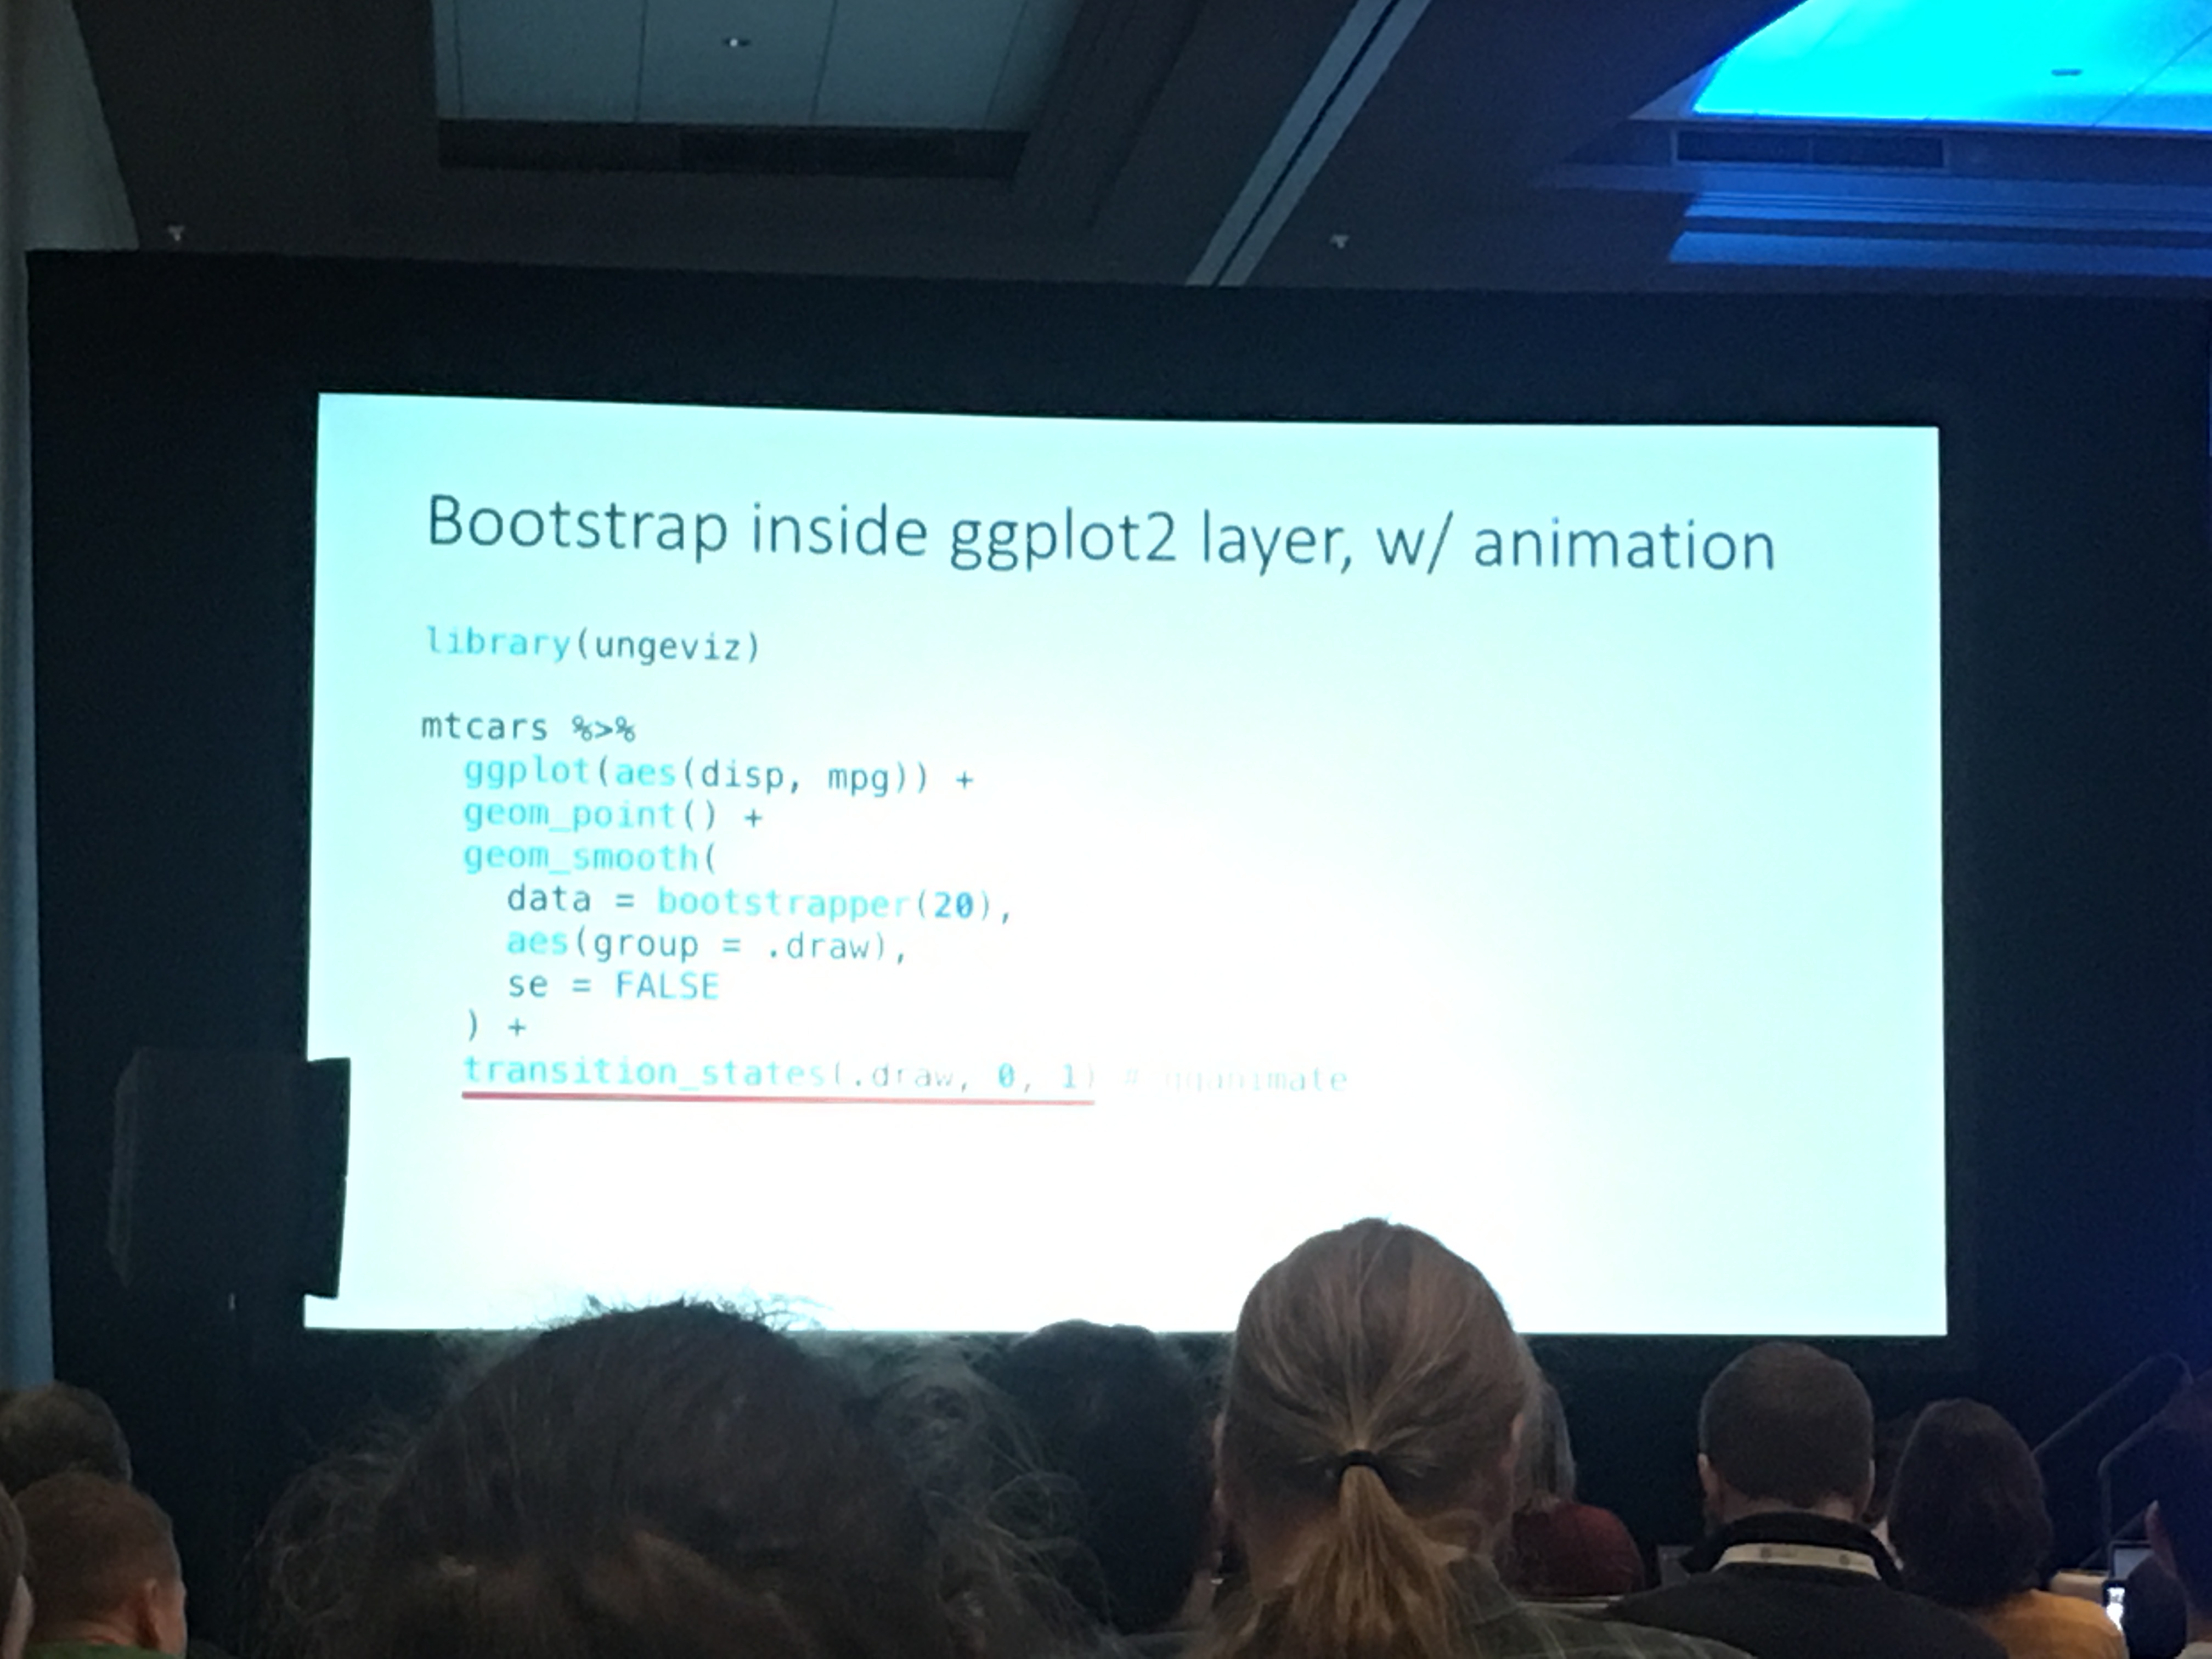 Bootstrap inside ggplot2 layer, w/ animation
library(ungeviz)
mtcars %>%
ggplot(aes(disp, mpg)) +
geom_point() +
geom_smooth(
data = bootstrapper(20),
aes(group = .draw),
se = FALSE
) +
transition_states(.draw, 0, 1) # gganimate